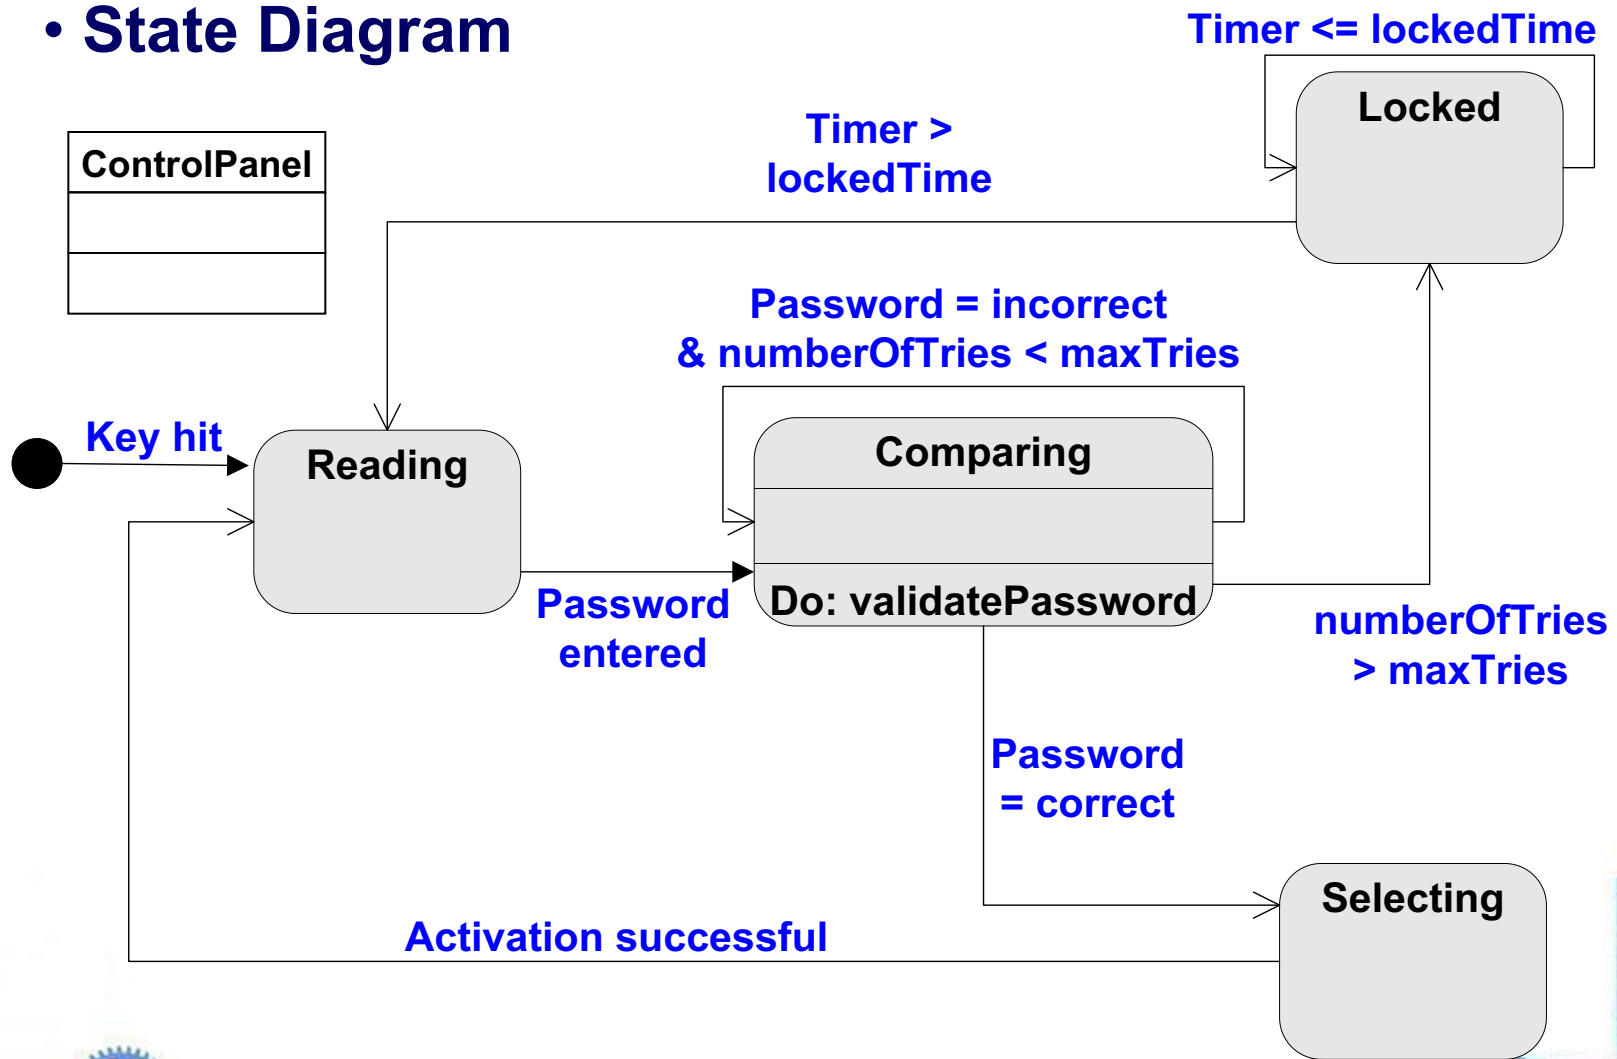 • State Diagram
Timer <= lockedTime
Locked
Timer >
lockedTime
ControlPanel
Password = incorrect
& numberOfTries < maxTries
Key hit
Reading
Comparing
Password
entered
Do: validatePassword
numberOfTries
> maxTries
Password
= correct
Selecting
Activation successful